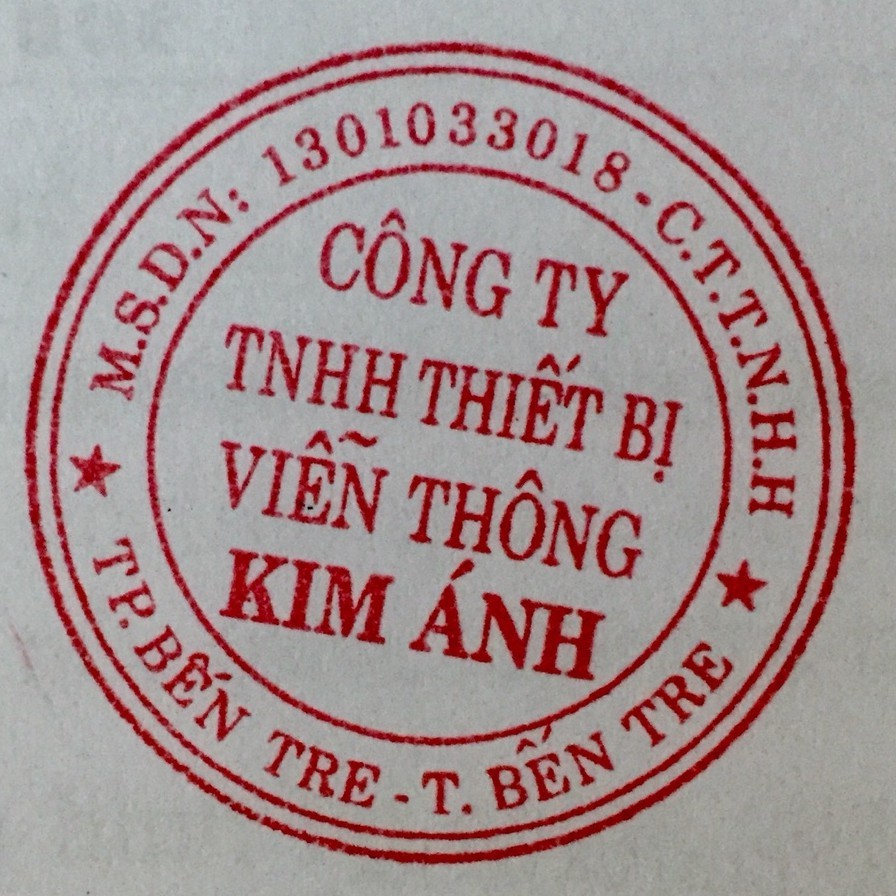 M.S.D.N: 1301033018-C.T.T.N.H.H
CÔNG TY
TNHH THIẾT BỊ
VIỄN THÔNG
KIM ÁNH
TP. BẾN TRE - T. BẾN TRE